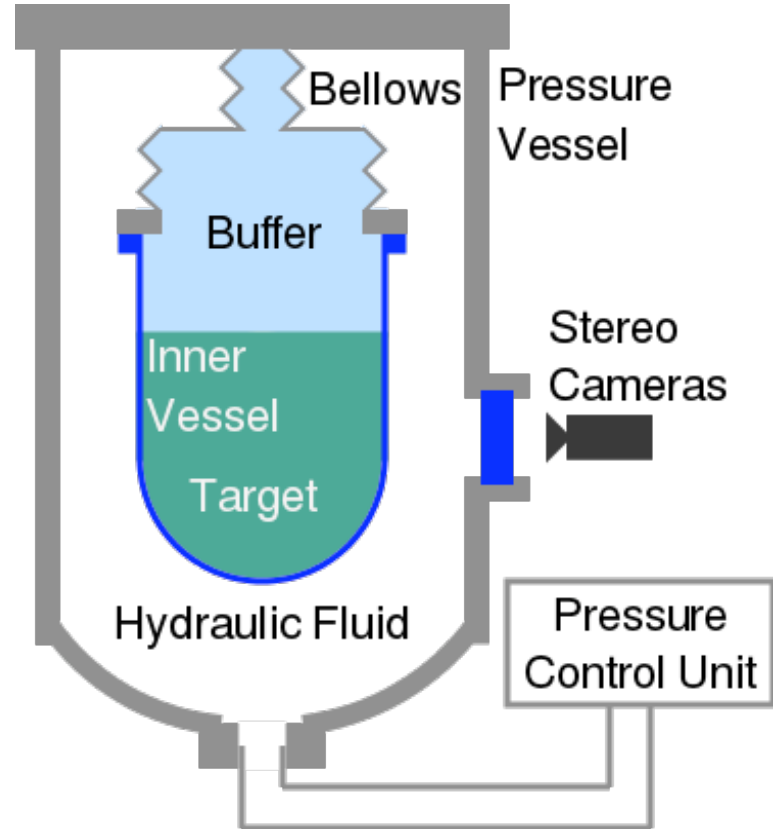 Bellows
Pressure
Vessel
Buffer
Stereo
Cameras
Inner
Vessel
Target
Hydraulic Fluid
Pressure
Control Unit